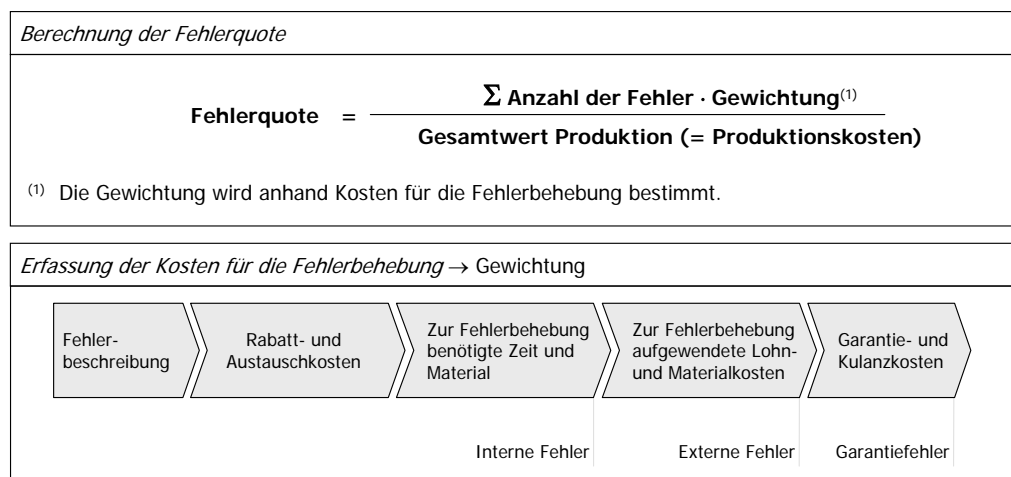 Berechnung der Fehlerquote
Fehlerquote = Σ Anzahl der Fehler · Gewichtung(1)
Gesamtwert Produktion (= Produktionskosten)
(1) Die Gewichtung wird anhand Kosten für die Fehlerbehebung bestimmt.
Erfassung der Kosten für die Fehlerbehebung → Gewichtung
Fehler-
beschreibung
Rabatt- und
Austauschkosten
Zur Fehlerbehebung
benötigte Zeit und
Material
Zur Fehlerbehebung
aufgewendete Lohn-
und Materialkosten
Garantie- und
Kulanzkosten
Interne Fehler
Externe Fehler
Garantiefehler